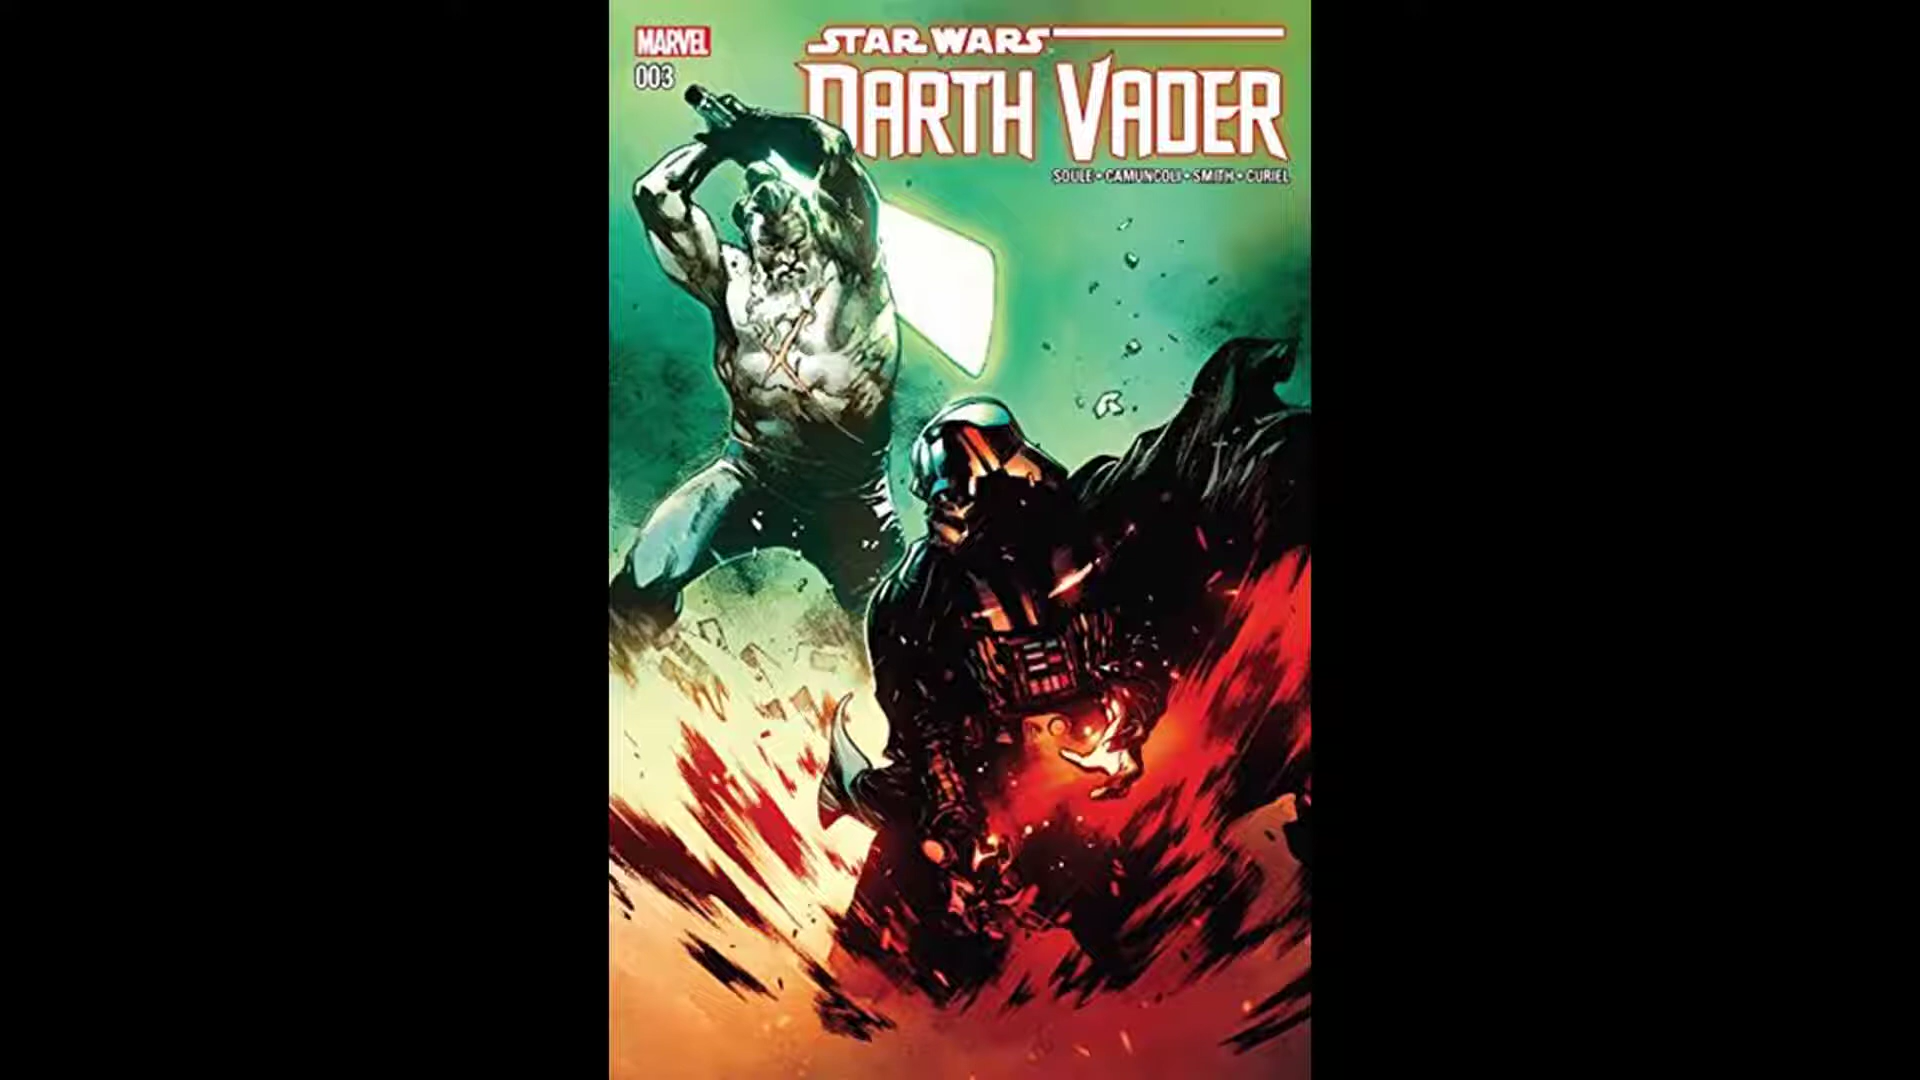 MARVEL
003
STAR WARS
DARTH VADER
SOULE • CAMUNCOLI • SMITH • CURIEL